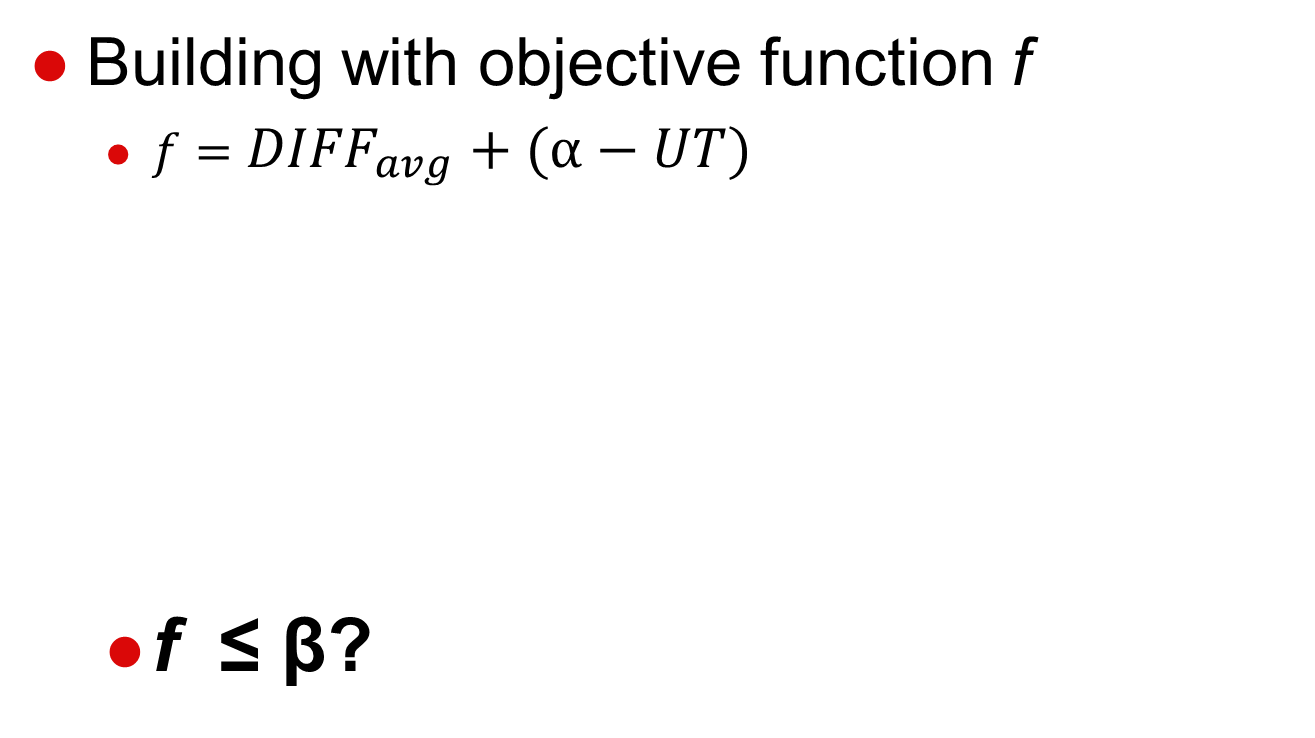 ● Building with objective function f
● f = DIFF_avg + (α − UT)
● f ≤ β?